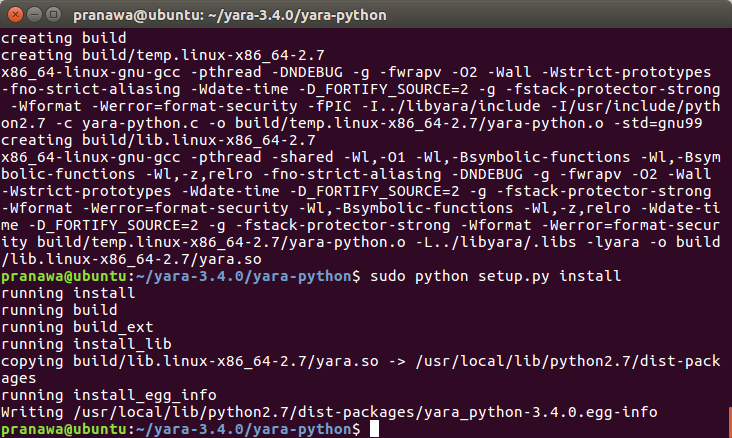 pranawa@ubuntu: ~/yara-3.4.0/yara-python
creating build
creating build/temp.linux-x86_64-2.7
x86_64-linux-gnu-gcc -pthread -DNDEBUG -g -fwrapv -O2 -Wall -Wstrict-prototypes
-fno-strict-aliasing -Wdate-time -D_FORTIFY_SOURCE=2 -g -fstack-protector-strong
 -Wformat -Werror=format-security -fPIC -I../libyara/include -I/usr/include/pyth
on2.7 -c yara-python.c -o build/temp.linux-x86_64-2.7/yara-python.o -std=gnu99
creating build/lib.linux-x86_64-2.7
x86_64-linux-gnu-gcc -pthread -shared -Wl,-O1 -Wl,-Bsymbolic-functions -Wl,-Bsym
bolic-functions -Wl,-z,relro -fno-strict-aliasing -DNDEBUG -g -fwrapv -O2 -Wall
-Wstrict-prototypes -Wdate-time -D_FORTIFY_SOURCE=2 -g -fstack-protector-strong
-Wformat -Werror=format-security -Wl,-Bsymbolic-functions -Wl,-z,relro -Wdate-ti
me -D_FORTIFY_SOURCE=2 -g -fstack-protector-strong -Wformat -Werror=format-secur
ity build/temp.linux-x86_64-2.7/yara-python.o -L../libyara/.libs -lyara -o build
/lib.linux-x86_64-2.7/yara.so
pranawa@ubuntu:~/yara-3.4.0/yara-python$ sudo python setup.py install
running install
running build
running build_ext
running install_lib
copying build/lib.linux-x86_64-2.7/yara.so -> /usr/local/lib/python2.7/dist-pack
ages
running install_egg_info
Writing /usr/local/lib/python2.7/dist-packages/yara_python-3.4.0.egg-info
pranawa@ubuntu:~/yara-3.4.0/yara-python$